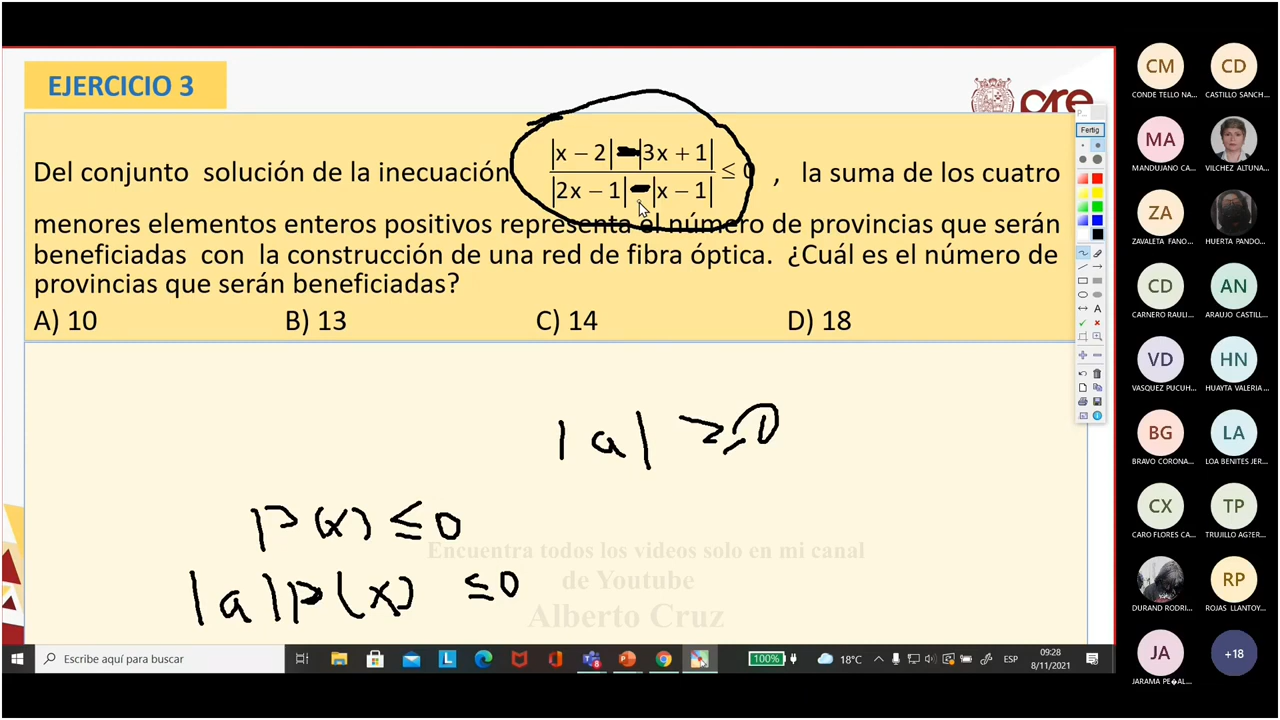 EJERCICIO 3
cre
Del conjunto solución de la inecuación |x − 2| − |3x + 1| / |2x − 1| − |x − 1| ≤ 0 , la suma de los cuatro
menores elementos enteros positivos representa el número de provincias que serán
beneficiadas con la construcción de una red de fibra óptica. ¿Cuál es el número de
provincias que serán beneficiadas?
A) 10 B) 13 C) 14 D) 18
|a| ≥ 0
P(x) ≤ 0
|a|P(x) ≤ 0
Encuentra todos los videos solo en mi canal
de Youtube
Alberto Cruz
P...
Fertig
A
CM CD
CONDE TELLO NA... CASTILLO SANCH...
MA
MANDUJANO CA... VILCHEZ ALTUNA...
ZA
ZAVALETA FANO... HUERTA PANDO...
CD AN
CARNERO RAULI... ARAUJO CASTILL...
VD HN
VASQUEZ PUCUH... HUAYTA VALERIA...
BG LA
BRAVO CORONA... LOA BENITES JER...
CX TP
CARO FLORES CA... TRUJILLO AG?ER...
RP
DURAND RODRI... ROJAS LLANTOY...
JA +18
JARAMA PE�AL...
Escribe aquí para buscar
100%
18°C
ESP
09:28
8/11/2021